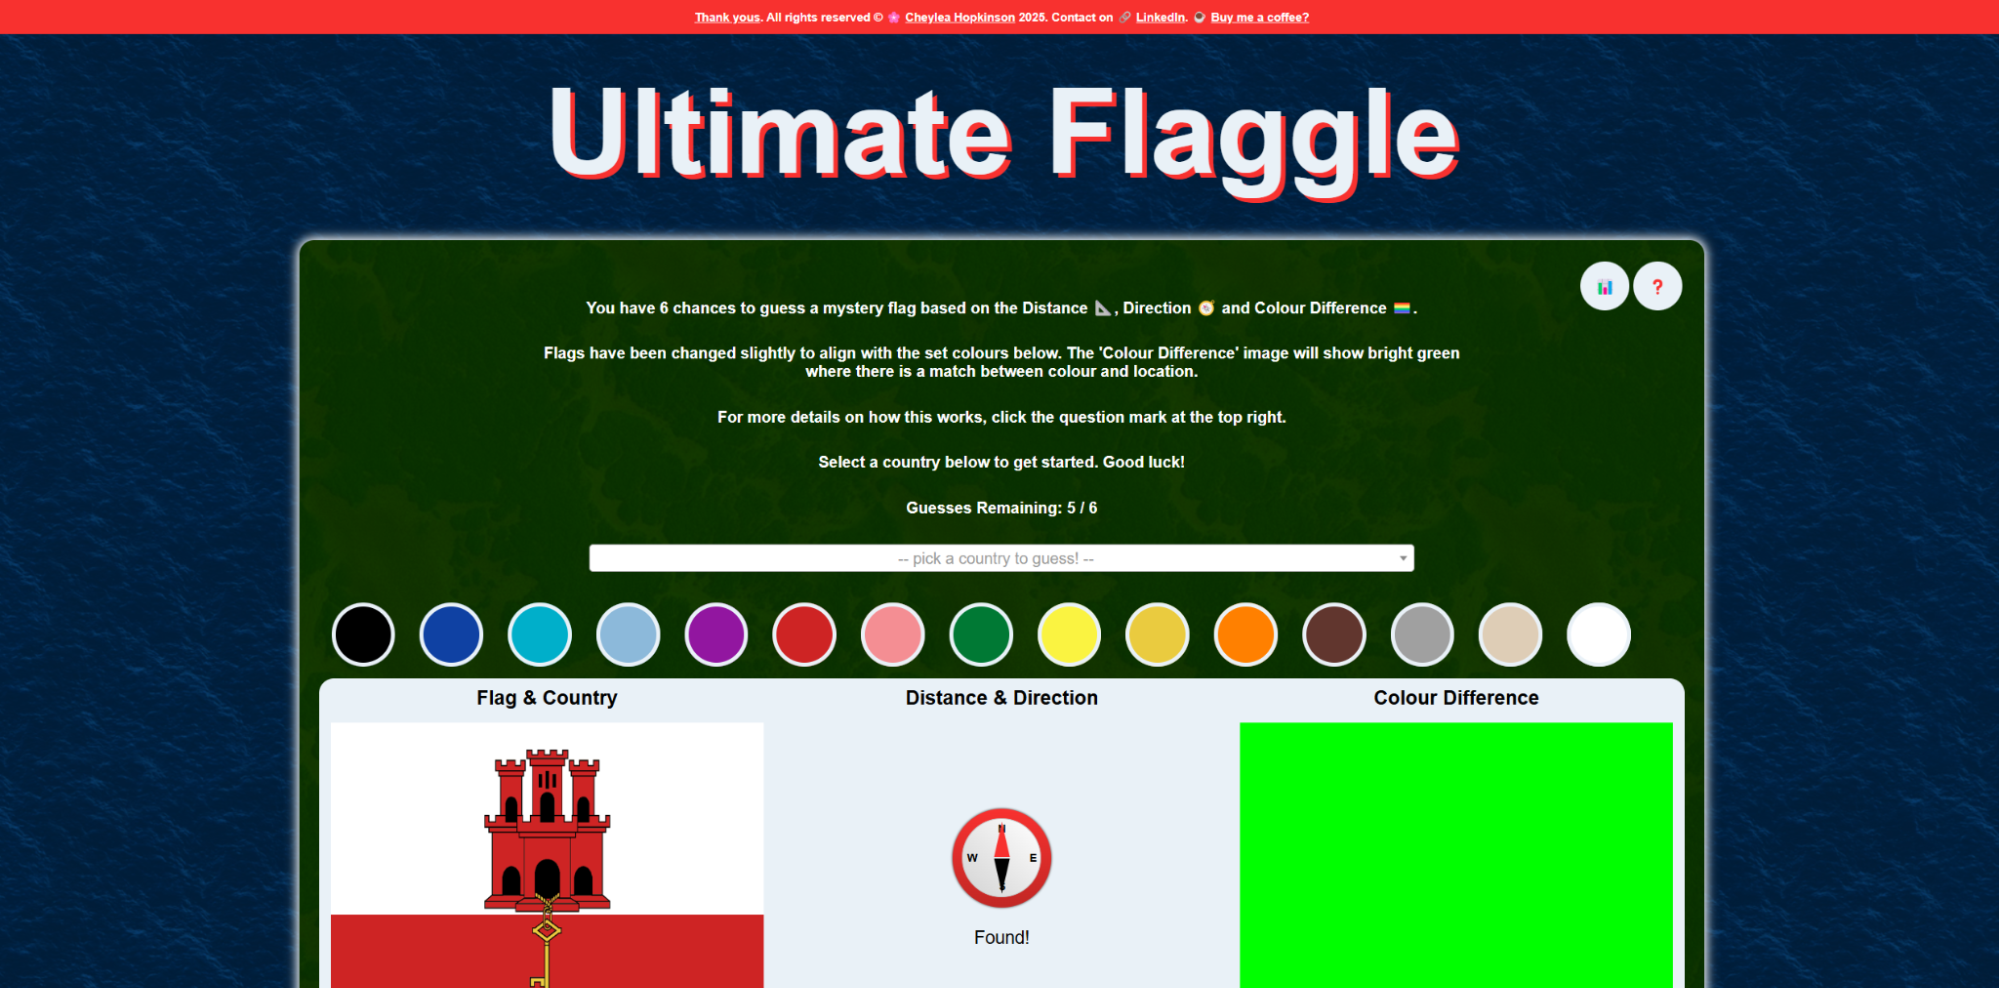 Thank yous. All rights reserved © 🌸 Cheylea Hopkinson 2025. Contact on 🔗 LinkedIn. ☕ Buy me a coffee?
Ultimate Flaggle
You have 6 chances to guess a mystery flag based on the Distance 📐, Direction 🧭 and Colour Difference 🏳️‍🌈.
Flags have been changed slightly to align with the set colours below. The 'Colour Difference' image will show bright green
where there is a match between colour and location.
For more details on how this works, click the question mark at the top right.
Select a country below to get started. Good luck!
Guesses Remaining: 5 / 6
-- pick a country to guess! --
Flag & Country
Distance & Direction
Colour Difference
N
W E
S
Found!